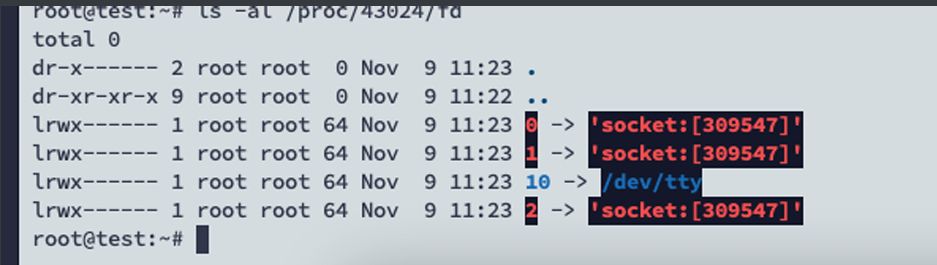 root@test:~# ls -al /proc/43024/fd
total 0
dr-x------ 2 root root  0 Nov  9 11:23 .
dr-xr-xr-x 9 root root  0 Nov  9 11:22 ..
lrwx------ 1 root root 64 Nov  9 11:23 0 -> 'socket:[309547]'
lrwx------ 1 root root 64 Nov  9 11:23 1 -> 'socket:[309547]'
lrwx------ 1 root root 64 Nov  9 11:23 10 -> /dev/tty
lrwx------ 1 root root 64 Nov  9 11:23 2 -> 'socket:[309547]'
root@test:~#